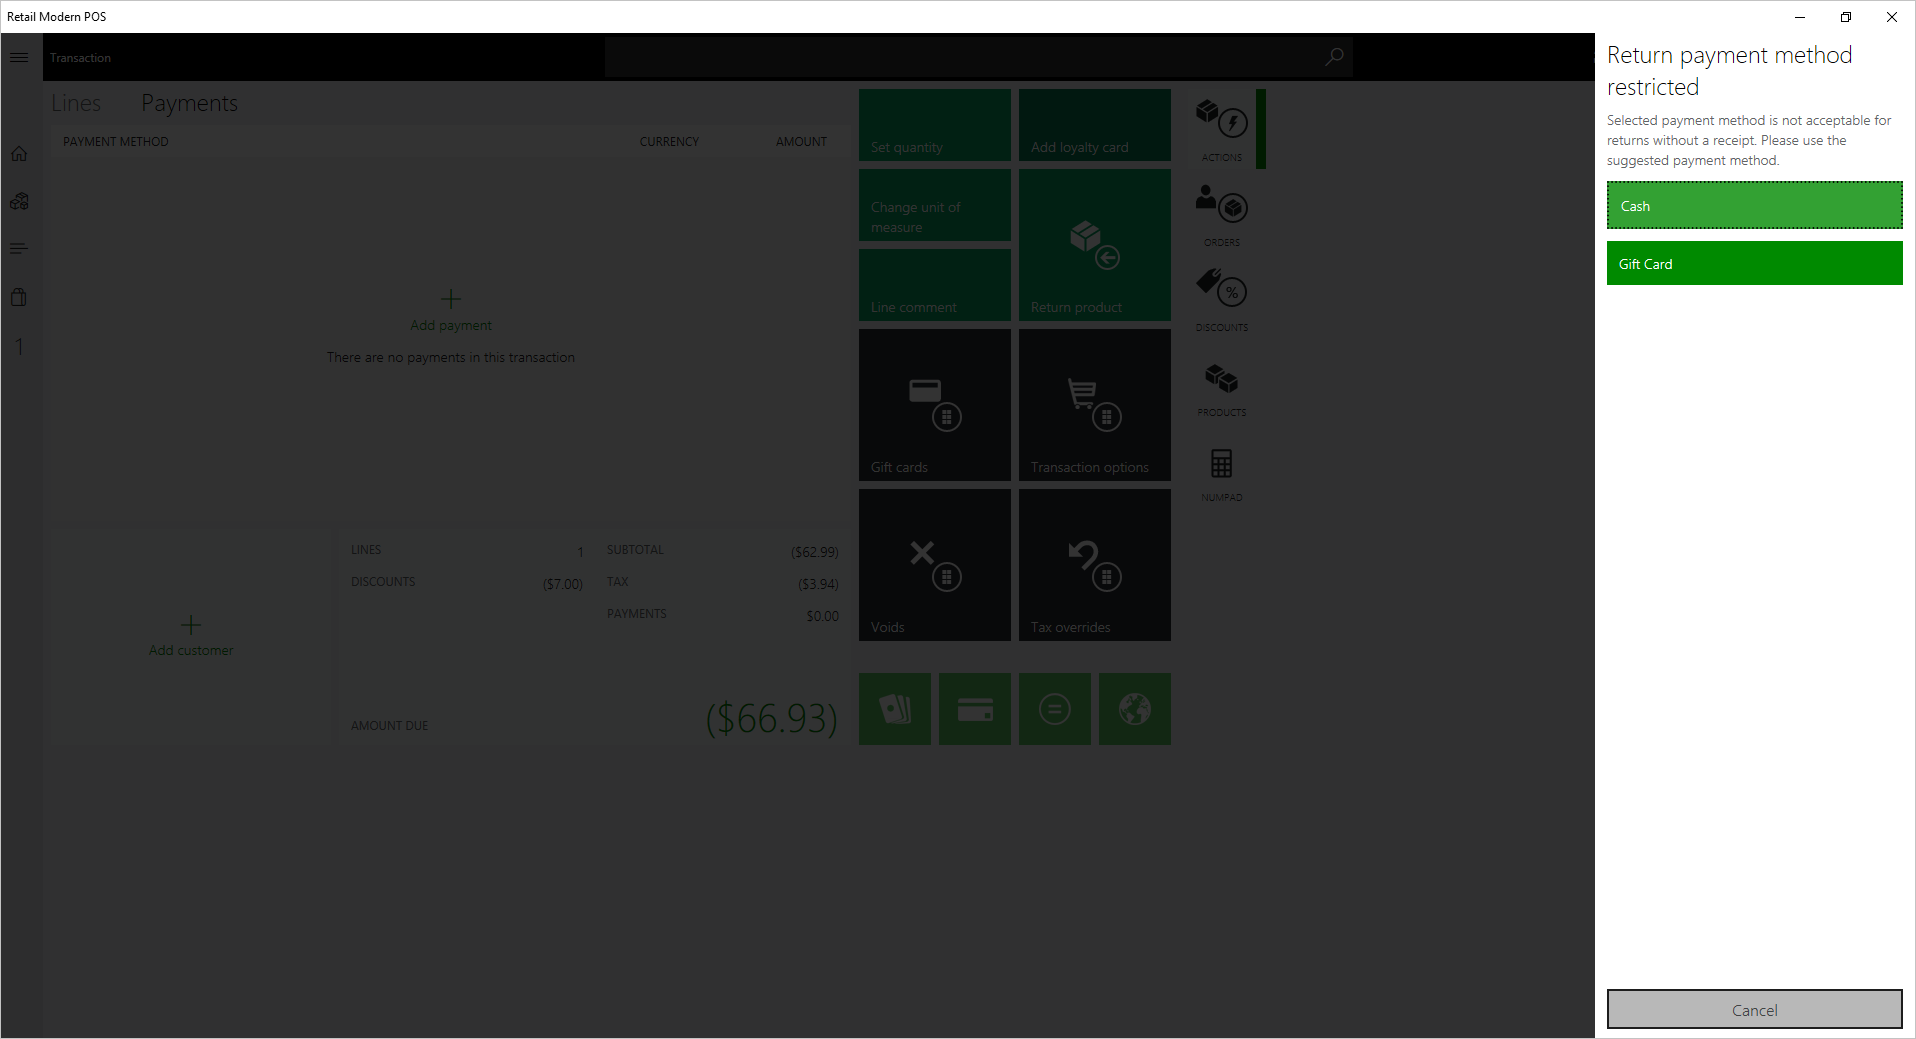 Retail Modern POS
Transaction
Lines Payments
PAYMENT METHOD CURRENCY AMOUNT
Add payment
There are no payments in this transaction
1
Add customer
LINES 1
DISCOUNTS ($7.00)
SUBTOTAL ($62.99)
TAX ($3.94)
PAYMENTS $0.00
AMOUNT DUE ($66.93)
Set quantity
Add loyalty card
Change unit of
measure
Line comment
Return product
Gift cards
Transaction options
Voids
Tax overrides
ACTIONS
ORDERS
%
DISCOUNTS
PRODUCTS
NUMPAD
Return payment method
restricted
Selected payment method is not acceptable for
returns without a receipt. Please use the
suggested payment method.
Cash
Gift Card
Cancel